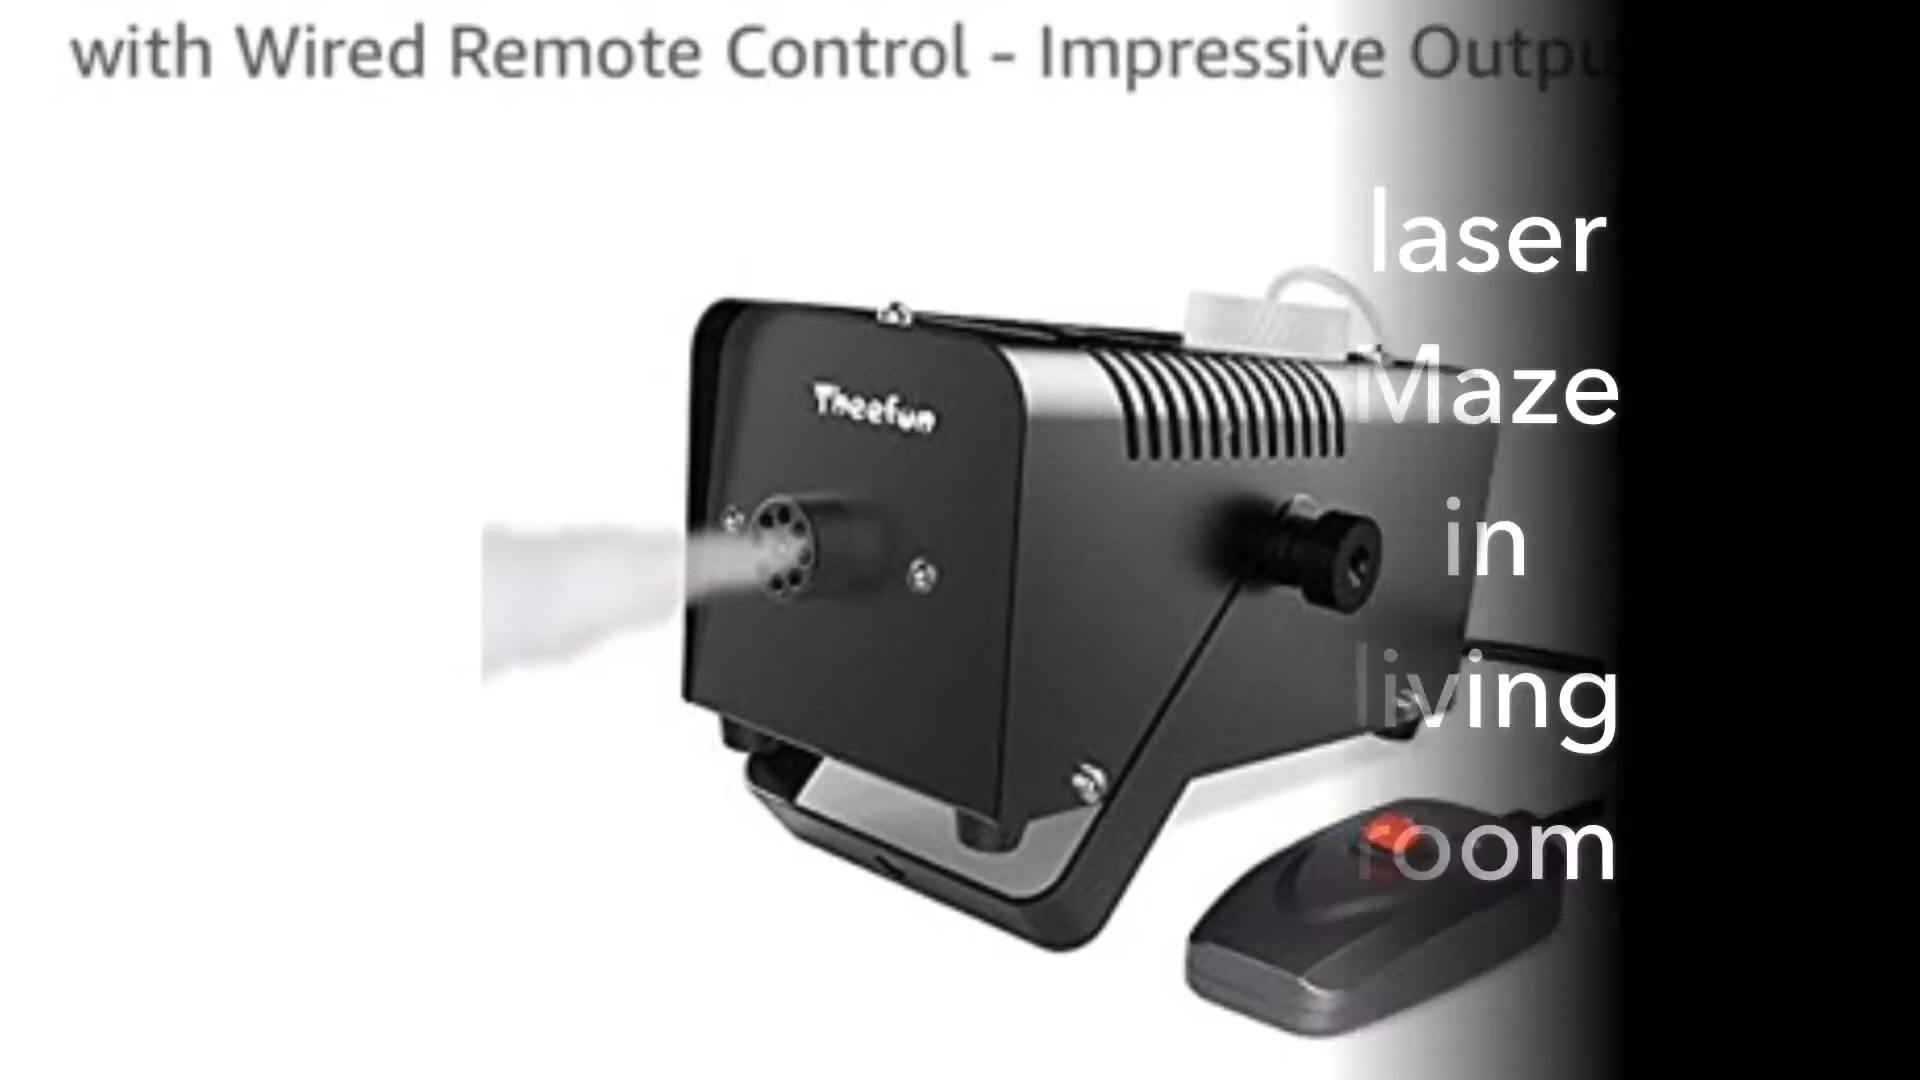 with Wired Remote Control - Impressive Outpu
Theefun
laser
Maze
in
living
room